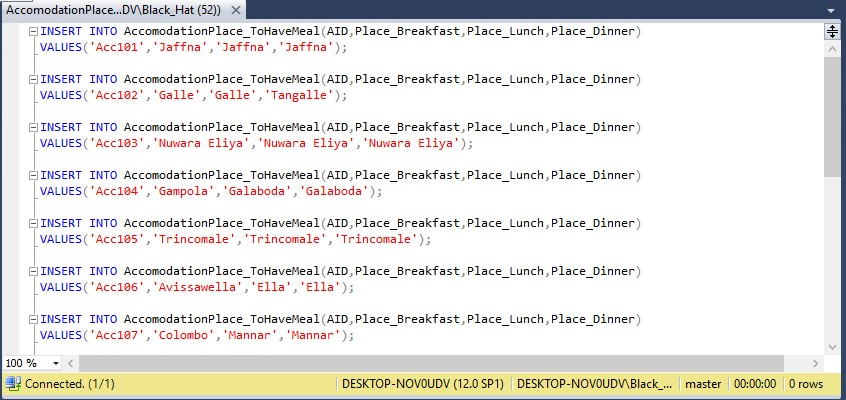 AccomodationPlace...DV\Black_Hat (52))
INSERT INTO AccomodationPlace_ToHaveMeal(AID,Place_Breakfast,Place_Lunch,Place_Dinner)
VALUES('Acc101','Jaffna','Jaffna','Jaffna');
INSERT INTO AccomodationPlace_ToHaveMeal(AID,Place_Breakfast,Place_Lunch,Place_Dinner)
VALUES('Acc102','Galle','Galle','Tangalle');
INSERT INTO AccomodationPlace_ToHaveMeal(AID,Place_Breakfast,Place_Lunch,Place_Dinner)
VALUES('Acc103','Nuwara Eliya','Nuwara Eliya','Nuwara Eliya');
INSERT INTO AccomodationPlace_ToHaveMeal(AID,Place_Breakfast,Place_Lunch,Place_Dinner)
VALUES('Acc104','Gampola','Galaboda','Galaboda');
INSERT INTO AccomodationPlace_ToHaveMeal(AID,Place_Breakfast,Place_Lunch,Place_Dinner)
VALUES('Acc105','Trincomale','Trincomale','Trincomale');
INSERT INTO AccomodationPlace_ToHaveMeal(AID,Place_Breakfast,Place_Lunch,Place_Dinner)
VALUES('Acc106','Avissawella','Ella','Ella');
INSERT INTO AccomodationPlace_ToHaveMeal(AID,Place_Breakfast,Place_Lunch,Place_Dinner)
VALUES('Acc107','Colombo','Mannar','Mannar');
100 %
Connected. (1/1) DESKTOP-NOV0UDV (12.0 SP1) DESKTOP-NOV0UDV\Black_... master 00:00:00 0 rows